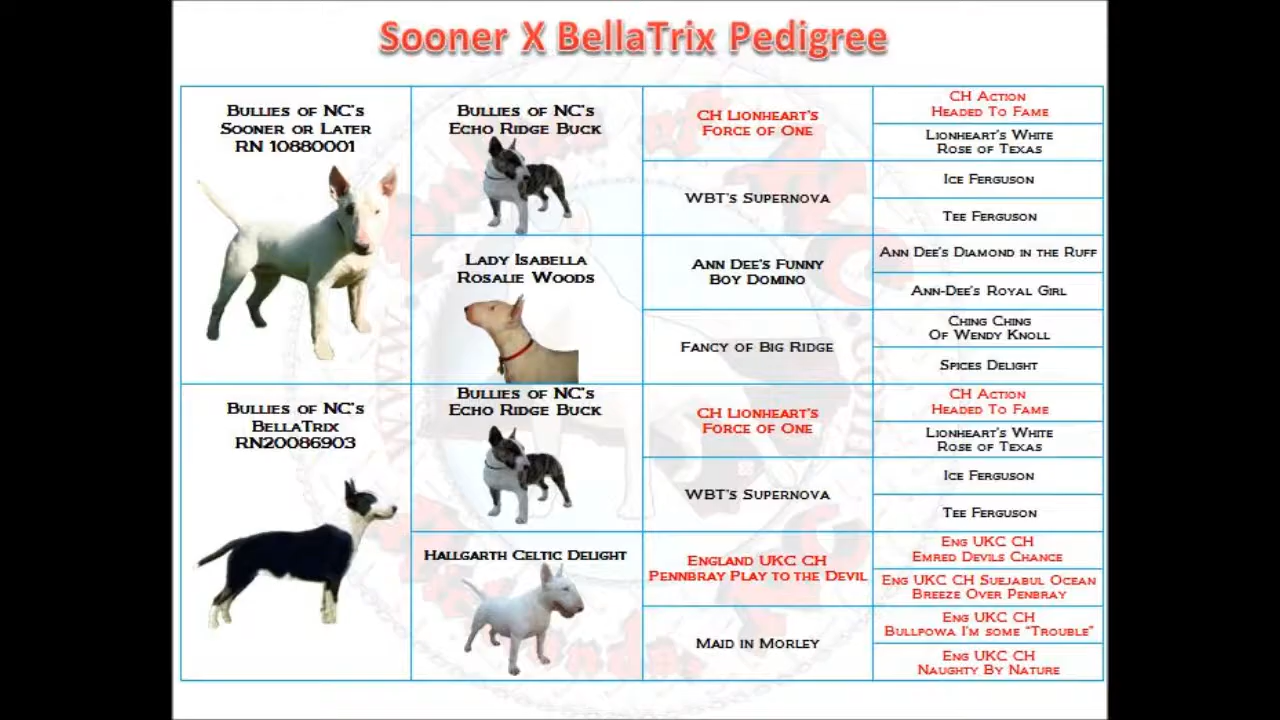 Sooner X BellaTrix Pedigree
Bullies of NC's
Sooner or Later
RN 10880001
Bullies of NC's
Echo Ridge Buck
CH Lionheart's
Force of One
CH Action
Headed To Fame
Lionheart's White
Rose of Texas
WBT's Supernova
Ice Ferguson
Tee Ferguson
Lady Isabella
Rosalie Woods
Ann Dee's Funny
Boy Domino
Ann Dee's Diamond in the Ruff
Ann-Dee's Royal Girl
Fancy of Big Ridge
Ching Ching
Of Wendy Knoll
Spices Delight
Bullies of NC's
BellaTrix
RN20086903
Bullies of NC's
Echo Ridge Buck
CH Lionheart's
Force of One
CH Action
Headed To Fame
Lionheart's White
Rose of Texas
WBT's Supernova
Ice Ferguson
Tee Ferguson
Hallgarth Celtic Delight
England UKC CH
Pennbray Play to the Devil
Eng UKC CH
Emred Devils Chance
Eng UKC CH Suejabul Ocean
Breeze Over Penbray
Maid in Morley
Eng UKC CH
Bullpowa I'm some "Trouble"
Eng UKC CH
Naughty By Nature